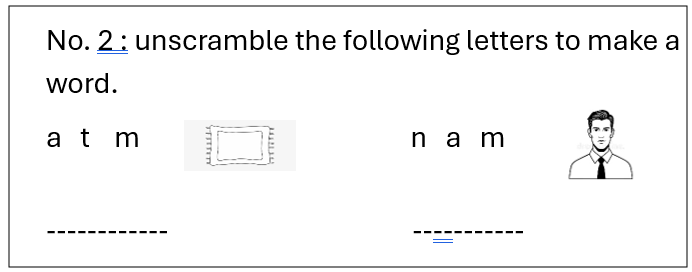 No. 2 : unscramble the following letters to make a
word.
a t m n a m
------------ -----------